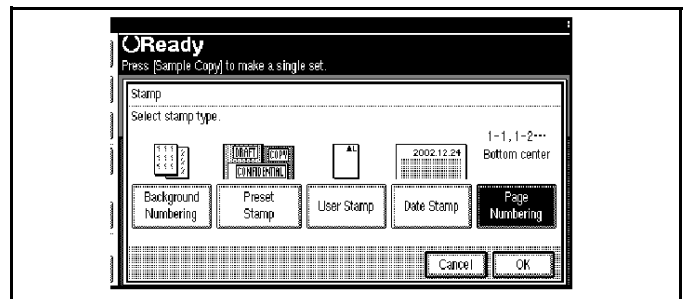 Ready
Press [Sample Copy] to make a single set.
Stamp
Select stamp type.
1-1,1-2···
DRAFT COPY
CONFIDENTIAL
2002.12.24
Bottom center
Background Numbering
Preset Stamp
User Stamp
Date Stamp
Page Numbering
Cancel
OK